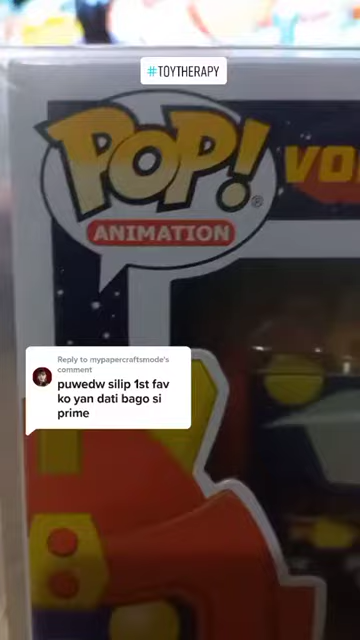 #TOYTHERAPY
POP!
®
ANIMATION
Reply to mypapercraftsmode's
comment
puwedw silip 1st fav
ko yan dati bago si
prime